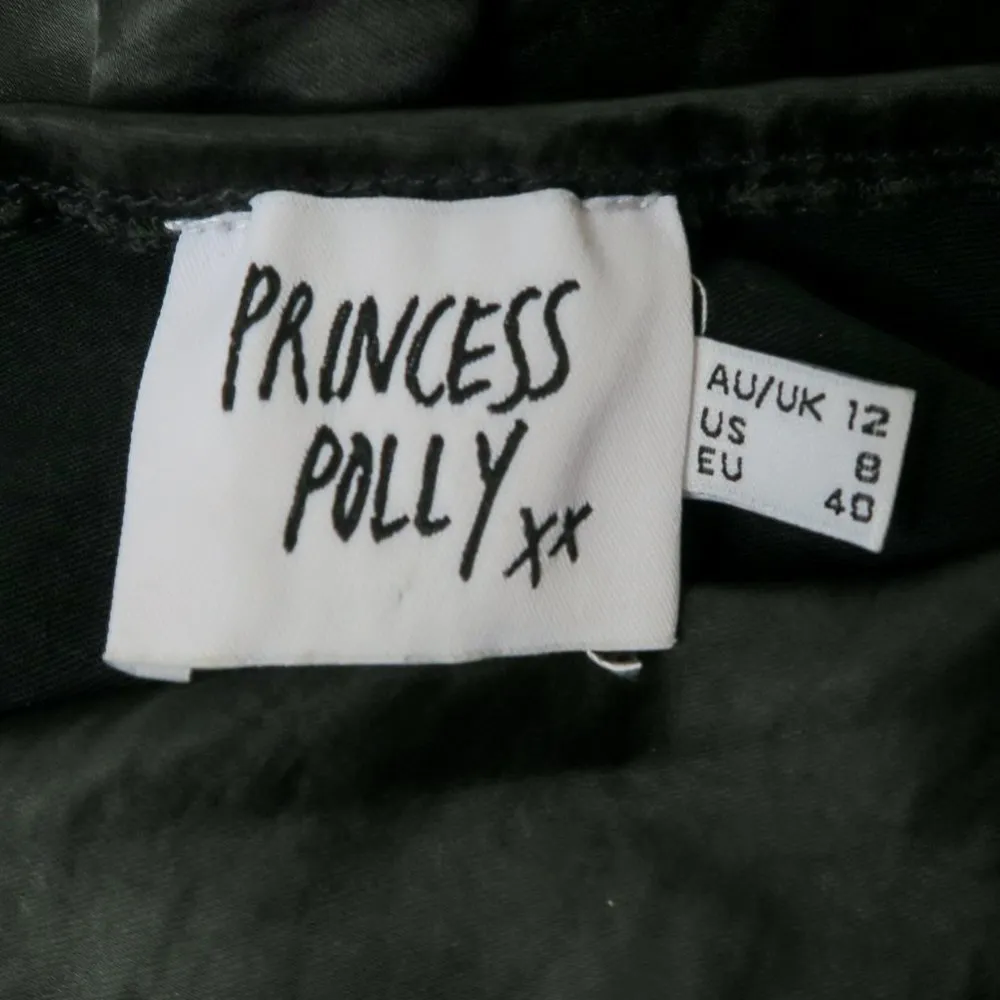 PRINCESS
POLLY xx
AU/UK 12
US 8
EU 40